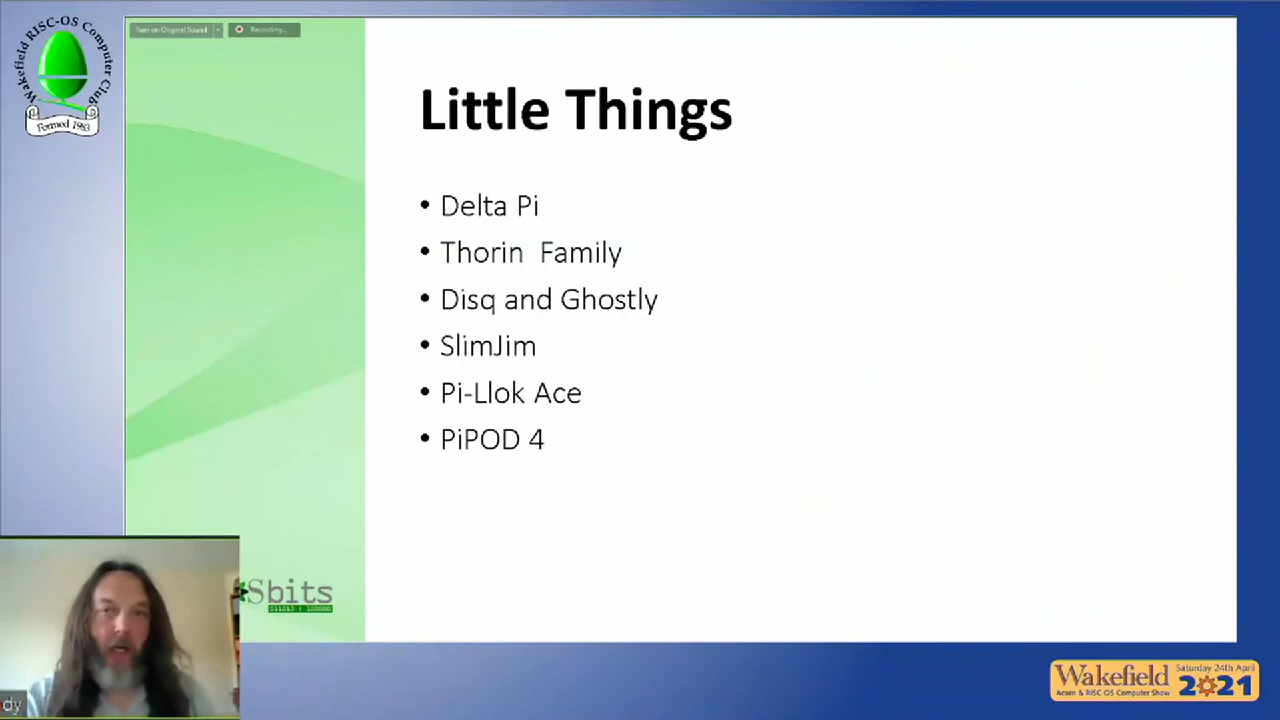 Wakefield RISC-OS Computer Club
Formed 1983
Turn on Original Sound
Recording...
Little Things
• Delta Pi
• Thorin  Family
• Disq and Ghostly
• SlimJim
• Pi-Llok Ace
• PiPOD 4
Sbits
dy
Wakefield
Acorn & RISC OS Computer Show
Saturday 24th April
2021